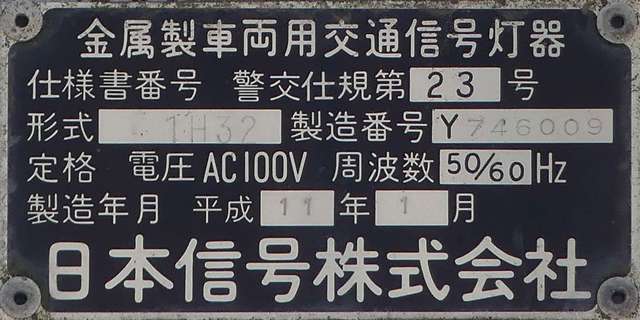 金属製車両用交通信号灯器
仕様書番号 警交仕規第 23 号
形式 1H32 製造番号 Y746009
定格 電圧 AC100V 周波数 50/60 Hz
製造年月 平成 11 年 1 月
日本信号株式会社